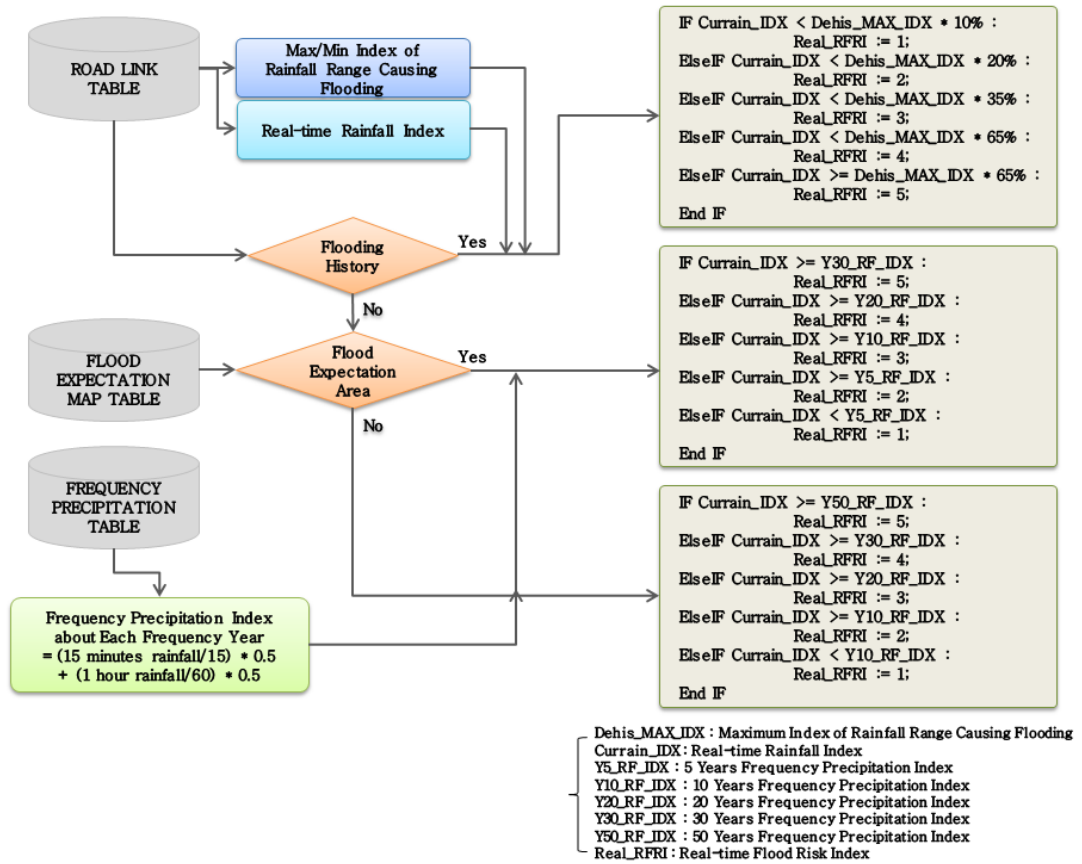 ROAD LINK
TABLE
Max/Min Index of
Rainfall Range Causing
Flooding
Real-time Rainfall Index
IF Currain_IDX < Dehis_MAX_IDX * 10% :
Real_RFRI := 1;
ElseIF Currain_IDX < Dehis_MAX_IDX * 20% :
Real_RFRI := 2;
ElseIF Currain_IDX < Dehis_MAX_IDX * 35% :
Real_RFRI := 3;
ElseIF Currain_IDX < Dehis_MAX_IDX * 65% :
Real_RFRI := 4;
ElseIF Currain_IDX >= Dehis_MAX_IDX * 65% :
Real_RFRI := 5;
End IF
Flooding
History
Yes
No
FLOOD
EXPECTATION
MAP TABLE
Flood
Expectation
Area
Yes
No
IF Currain_IDX >= Y30_RF_IDX :
Real_RFRI := 5;
ElseIF Currain_IDX >= Y20_RF_IDX :
Real_RFRI := 4;
ElseIF Currain_IDX >= Y10_RF_IDX :
Real_RFRI := 3;
ElseIF Currain_IDX >= Y5_RF_IDX :
Real_RFRI := 2;
ElseIF Currain_IDX < Y5_RF_IDX :
Real_RFRI := 1;
End IF
FREQUENCY
PRECIPITATION
TABLE
Frequency Precipitation Index
about Each Frequency Year
= (15 minutes rainfall/15) * 0.5
+ (1 hour rainfall/60) * 0.5
IF Currain_IDX >= Y50_RF_IDX :
Real_RFRI := 5;
ElseIF Currain_IDX >= Y30_RF_IDX :
Real_RFRI := 4;
ElseIF Currain_IDX >= Y20_RF_IDX :
Real_RFRI := 3;
ElseIF Currain_IDX >= Y10_RF_IDX :
Real_RFRI := 2;
ElseIF Currain_IDX < Y10_RF_IDX :
Real_RFRI := 1;
End IF
Dehis_MAX_IDX : Maximum Index of Rainfall Range Causing Flooding
Currain_IDX : Real-time Rainfall Index
Y5_RF_IDX : 5 Years Frequency Precipitation Index
Y10_RF_IDX : 10 Years Frequency Precipitation Index
Y20_RF_IDX : 20 Years Frequency Precipitation Index
Y30_RF_IDX : 30 Years Frequency Precipitation Index
Y50_RF_IDX : 50 Years Frequency Precipitation Index
Real_RFRI : Real-time Flood Risk Index